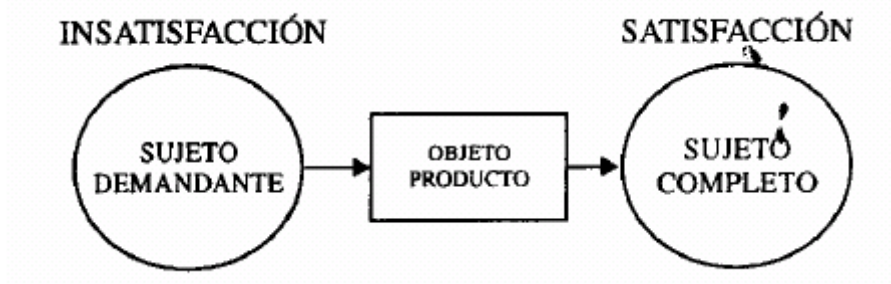 INSATISFACCIÓN
SATISFACCIÓN
SUJETO
DEMANDANTE
OBJETO
PRODUCTO
SUJETO
COMPLETO